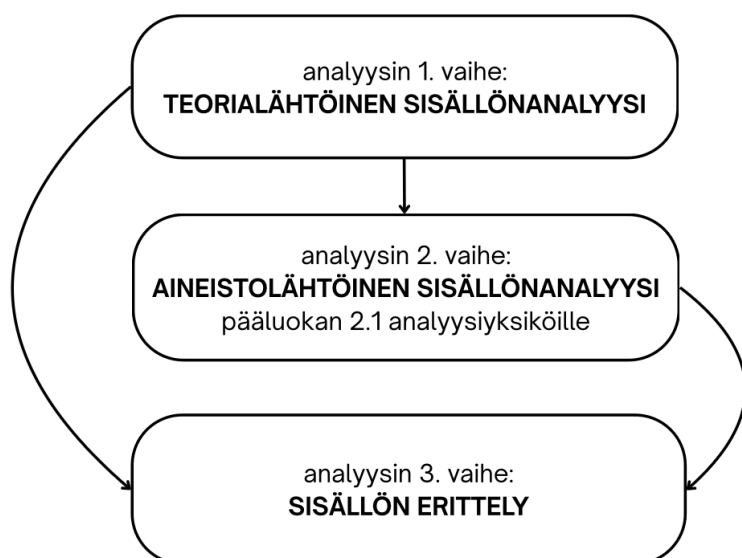 analyysin 1. vaihe:
TEORIALÄHTÖINEN SISÄLLÖNANALYYSI
analyysin 2. vaihe:
AINEISTOLÄHTÖINEN SISÄLLÖNANALYYSI
pääluokan 2.1 analyysiyksiköille
analyysin 3. vaihe:
SISÄLLÖN ERITTELY